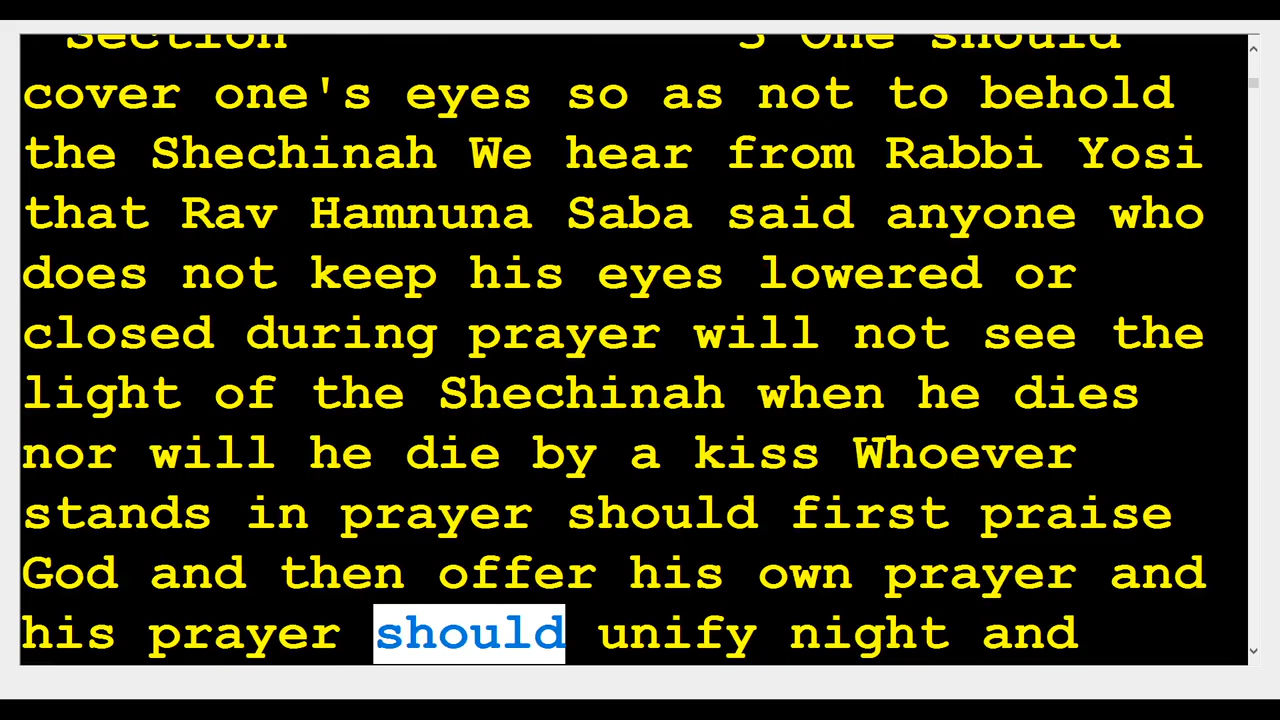 Section 3 One should
cover one's eyes so as not to behold
the Shechinah We hear from Rabbi Yosi
that Rav Hamnuna Saba said anyone who
does not keep his eyes lowered or
closed during prayer will not see the
light of the Shechinah when he dies
nor will he die by a kiss Whoever
stands in prayer should first praise
God and then offer his own prayer and
his prayer should unify night and